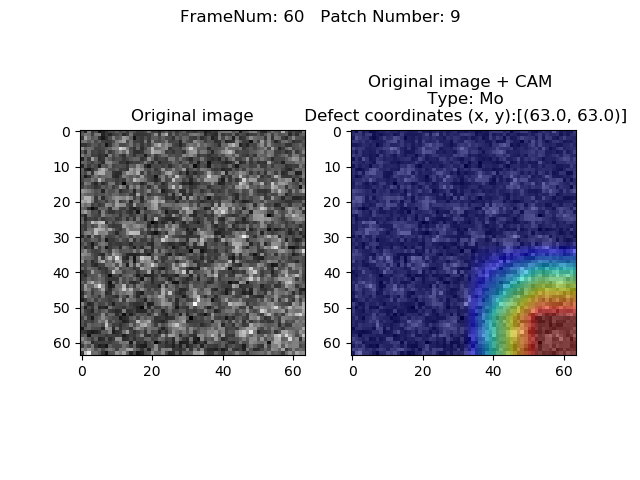 FrameNum: 60   Patch Number: 9
Original image + CAM
Type: Mo
Original image
Defect coordinates (x, y):[(63.0, 63.0)]
0
10
20
30
40
50
60
0 20 40 60
0
10
20
30
40
50
60
0 20 40 60